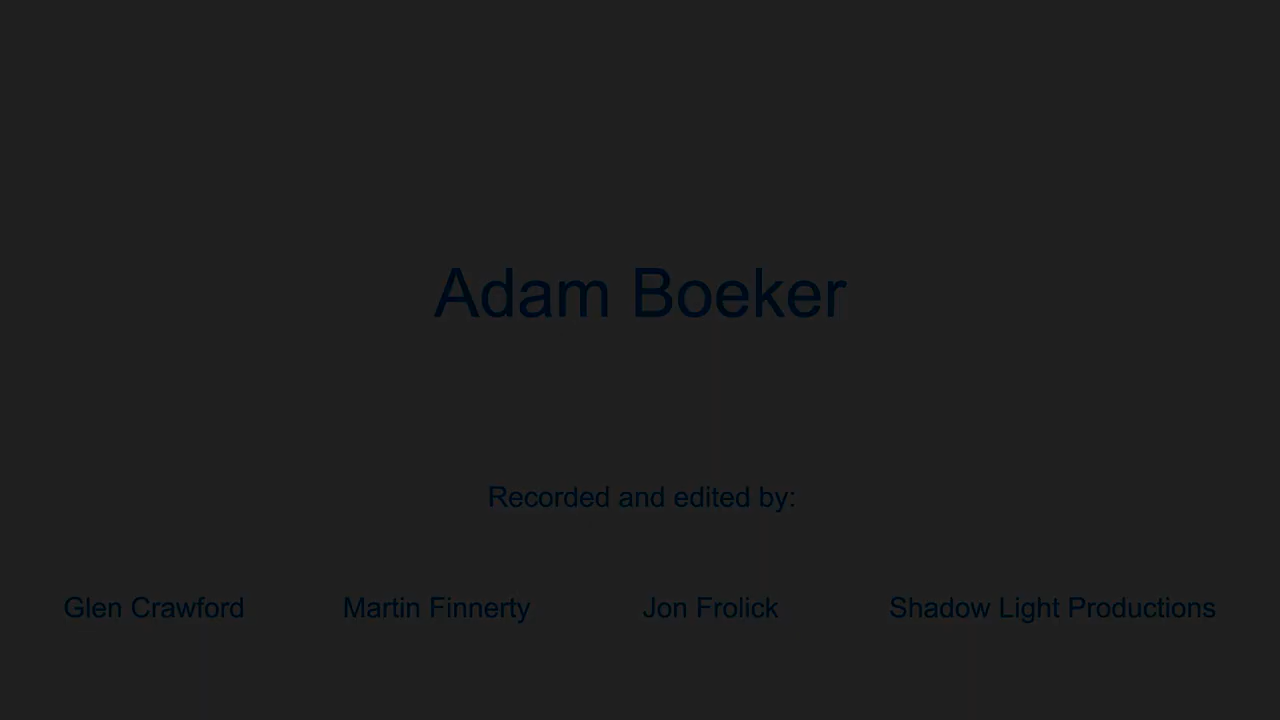 Adam Boeker
Recorded and edited by:
Glen Crawford Martin Finnerty Jon Frolick Shadow Light Productions